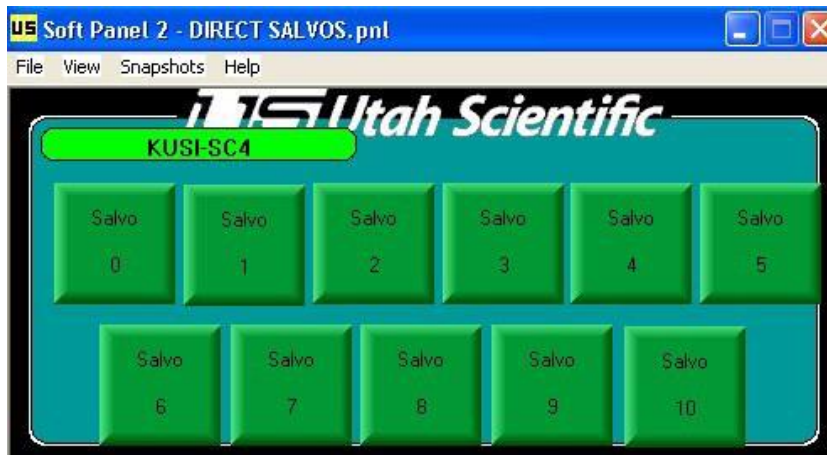 US Soft Panel 2 - DIRECT SALVOS.pnl
File View Snapshots Help
US Utah Scientific
KUSI-SC4
Salvo Salvo Salvo Salvo Salvo Salvo
0 1 2 3 4 5
Salvo Salvo Salvo Salvo Salvo
6 7 8 9 10